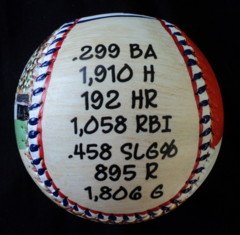 .299 BA
1,910 H
192 HR
1,058 RBI
.458 SLG%
895 R
1,806 G